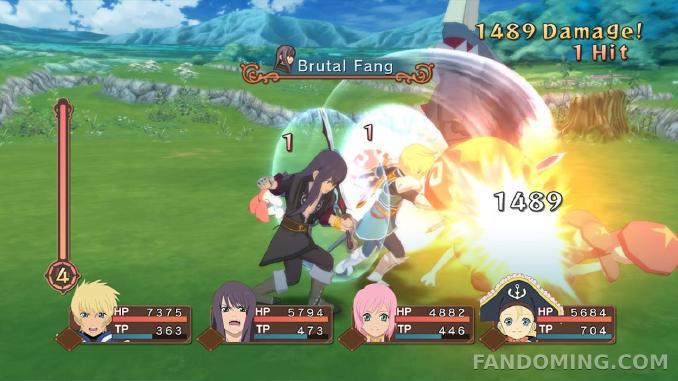 1489 Damage!
1 Hit
Brutal Fang
1
1
1489
4
HP 7375
TP 363
HP 5794
TP 473
HP 4882
TP 446
HP 5684
TP 704
FANDOMING.COM